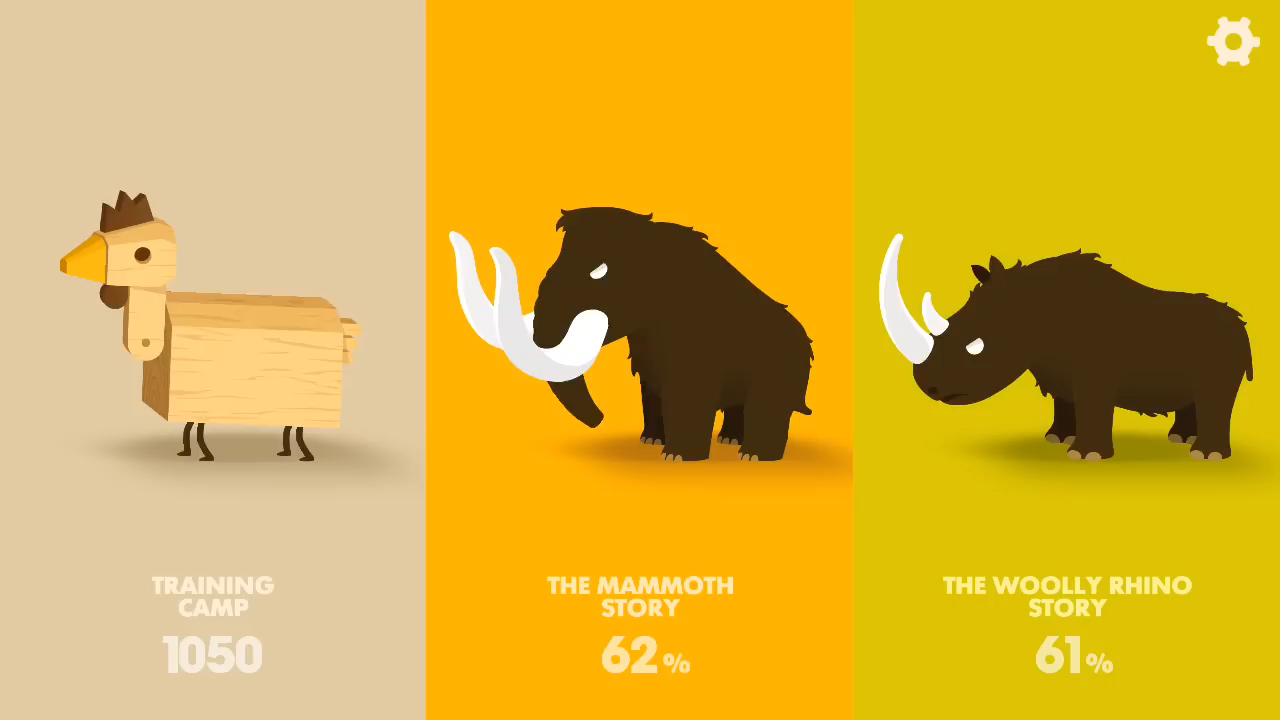 TRAINING
CAMP
1050
THE MAMMOTH
STORY
62%
THE WOOLLY RHINO
STORY
61%